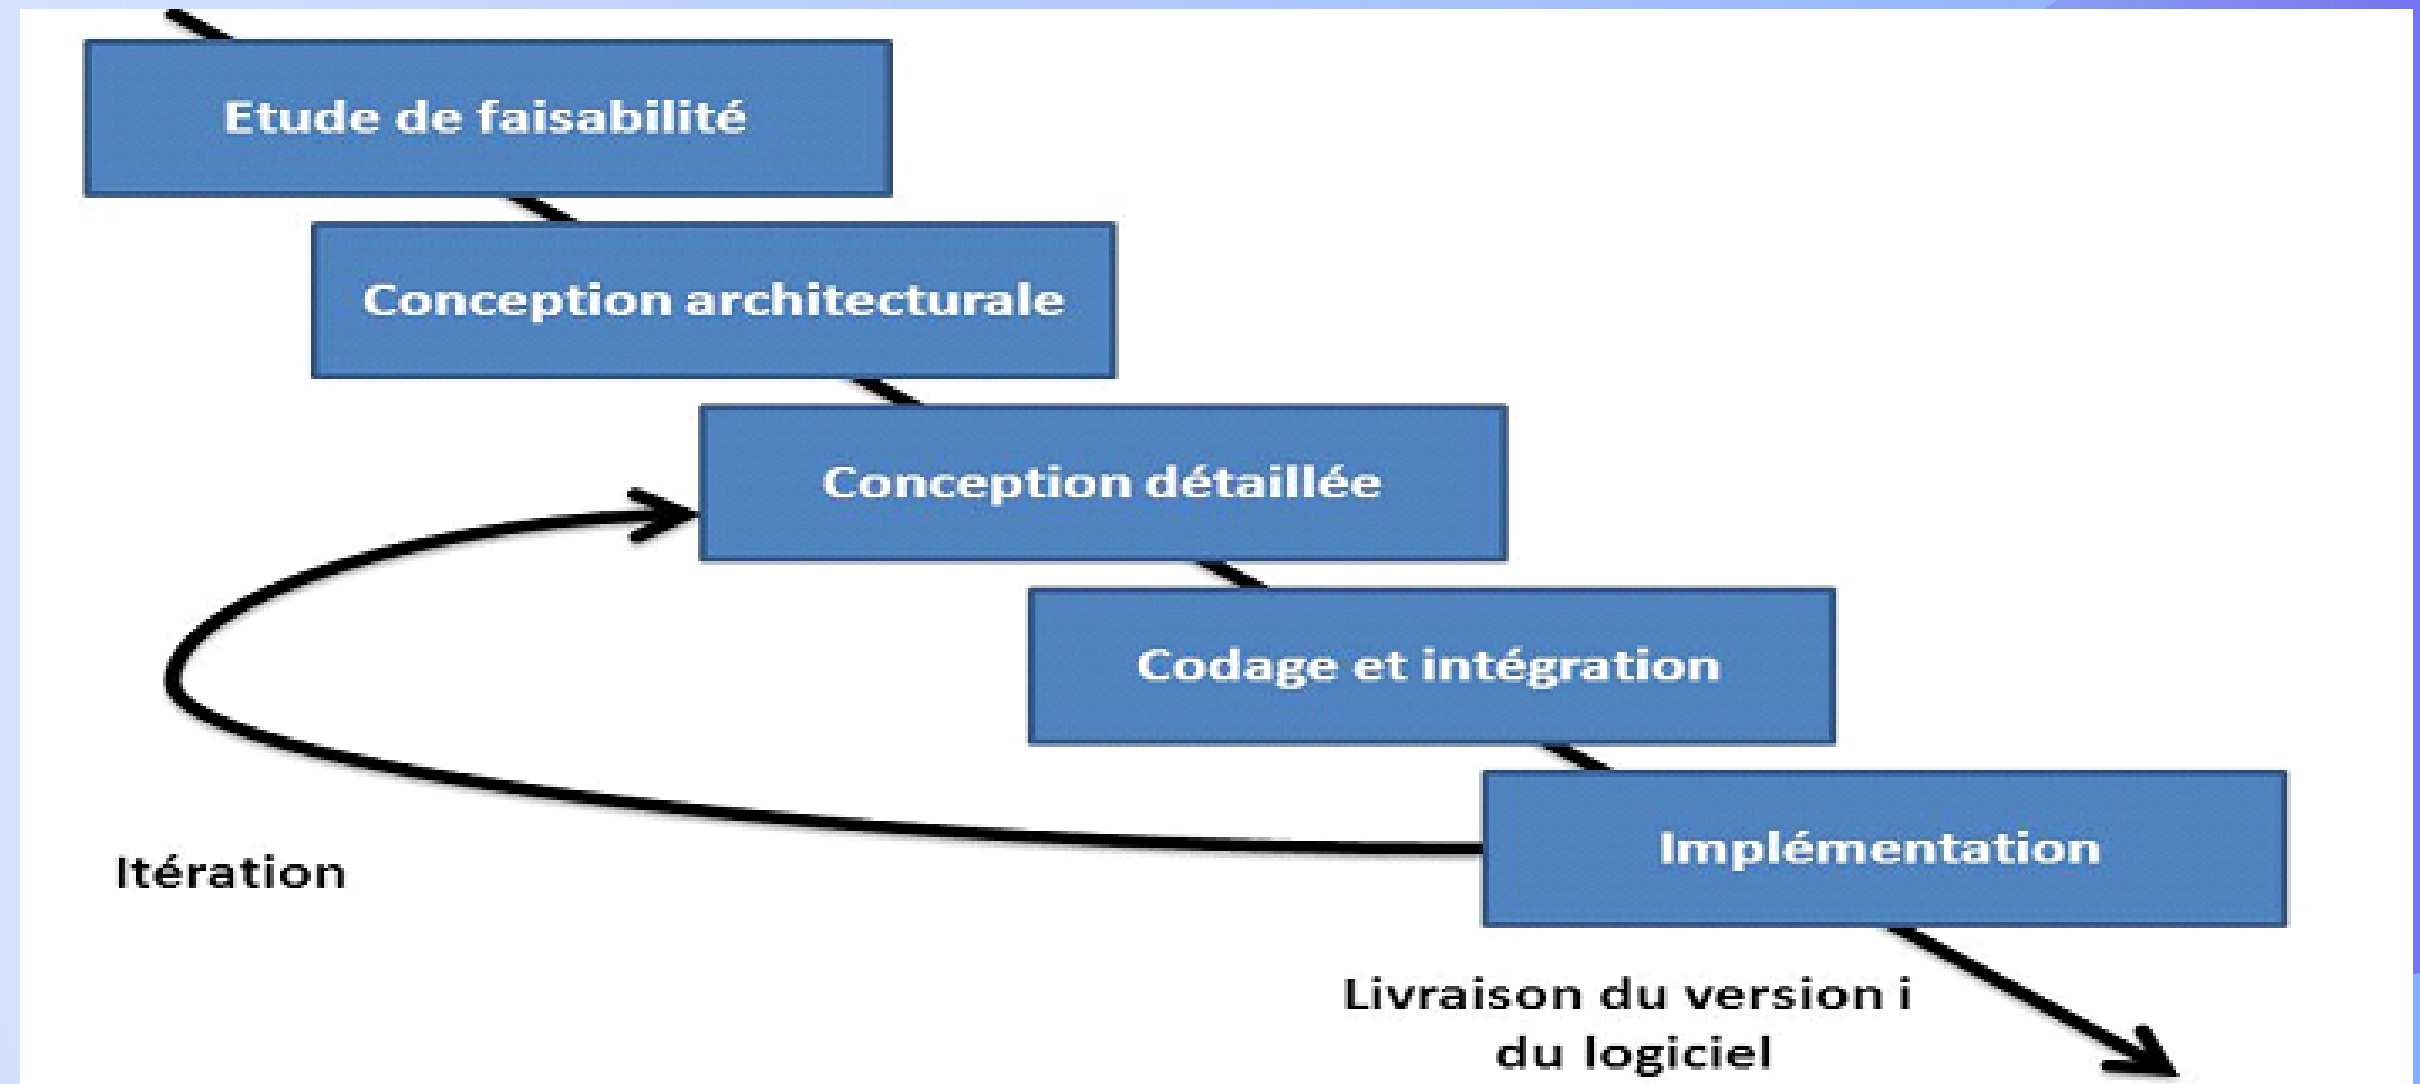 Etude de faisabilité
Conception architecturale
Conception détaillée
Codage et intégration
Implémentation
Itération
Livraison du version i
du logiciel